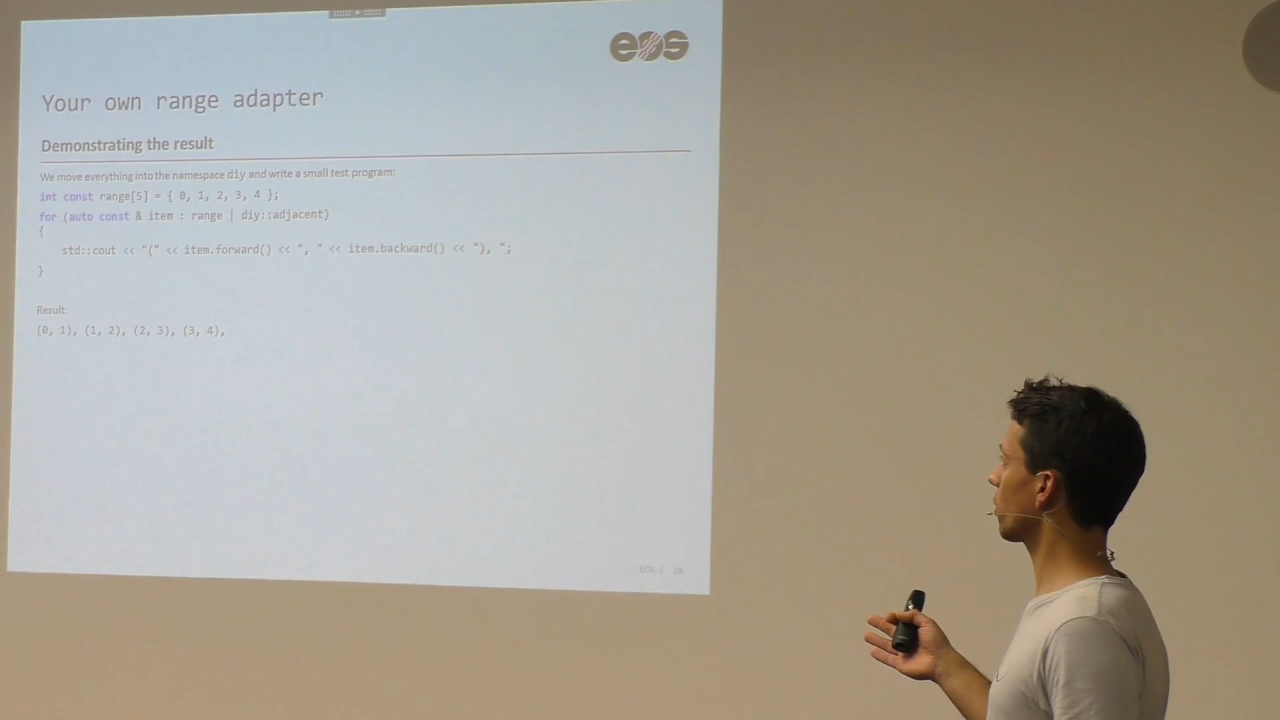 eos
Your own range adapter
Demonstrating the result
We move everything into the namespace diy and write a small test program:
int const range[5] = { 0, 1, 2, 3, 4 };
for (auto const & item : range | diy::adjacent)
{
std::cout << "(" << item.forward() << ", " << item.backward() << "), ";
}
Result:
(0, 1), (1, 2), (2, 3), (3, 4),
EOS |